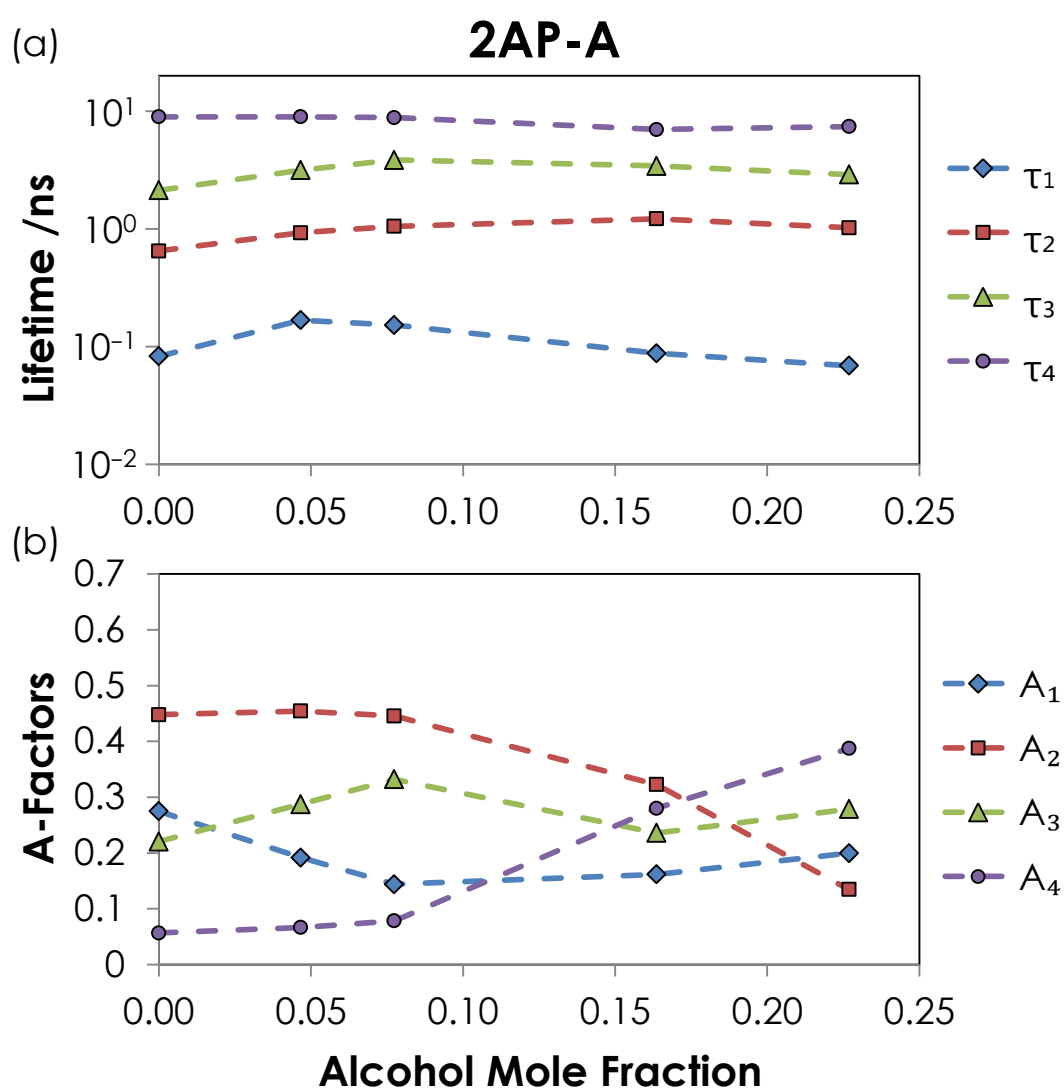 (a)
2AP-A
Lifetime /ns
10¹
10⁰
10⁻¹
10⁻²
0.00 0.05 0.10 0.15 0.20 0.25
τ₁
τ₂
τ₃
τ₄
(b)
A-Factors
0.7
0.6
0.5
0.4
0.3
0.2
0.1
0
0.00 0.05 0.10 0.15 0.20 0.25
A₁
A₂
A₃
A₄
Alcohol Mole Fraction